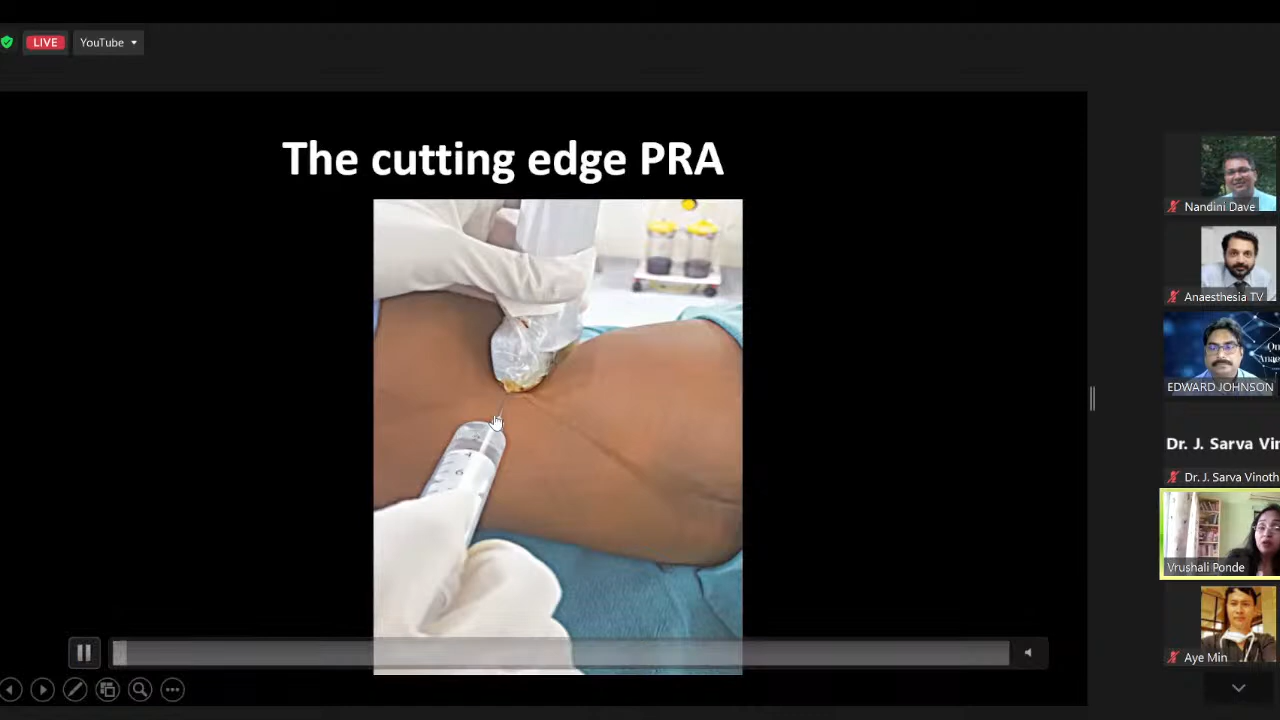 LIVE
YouTube
The cutting edge PRA
Nandini Dave
Anaesthesia TV
EDWARD JOHNSON
Dr. J. Sarva Vin
Dr. J. Sarva Vinoth
Vrushali Ponde
Aye Min